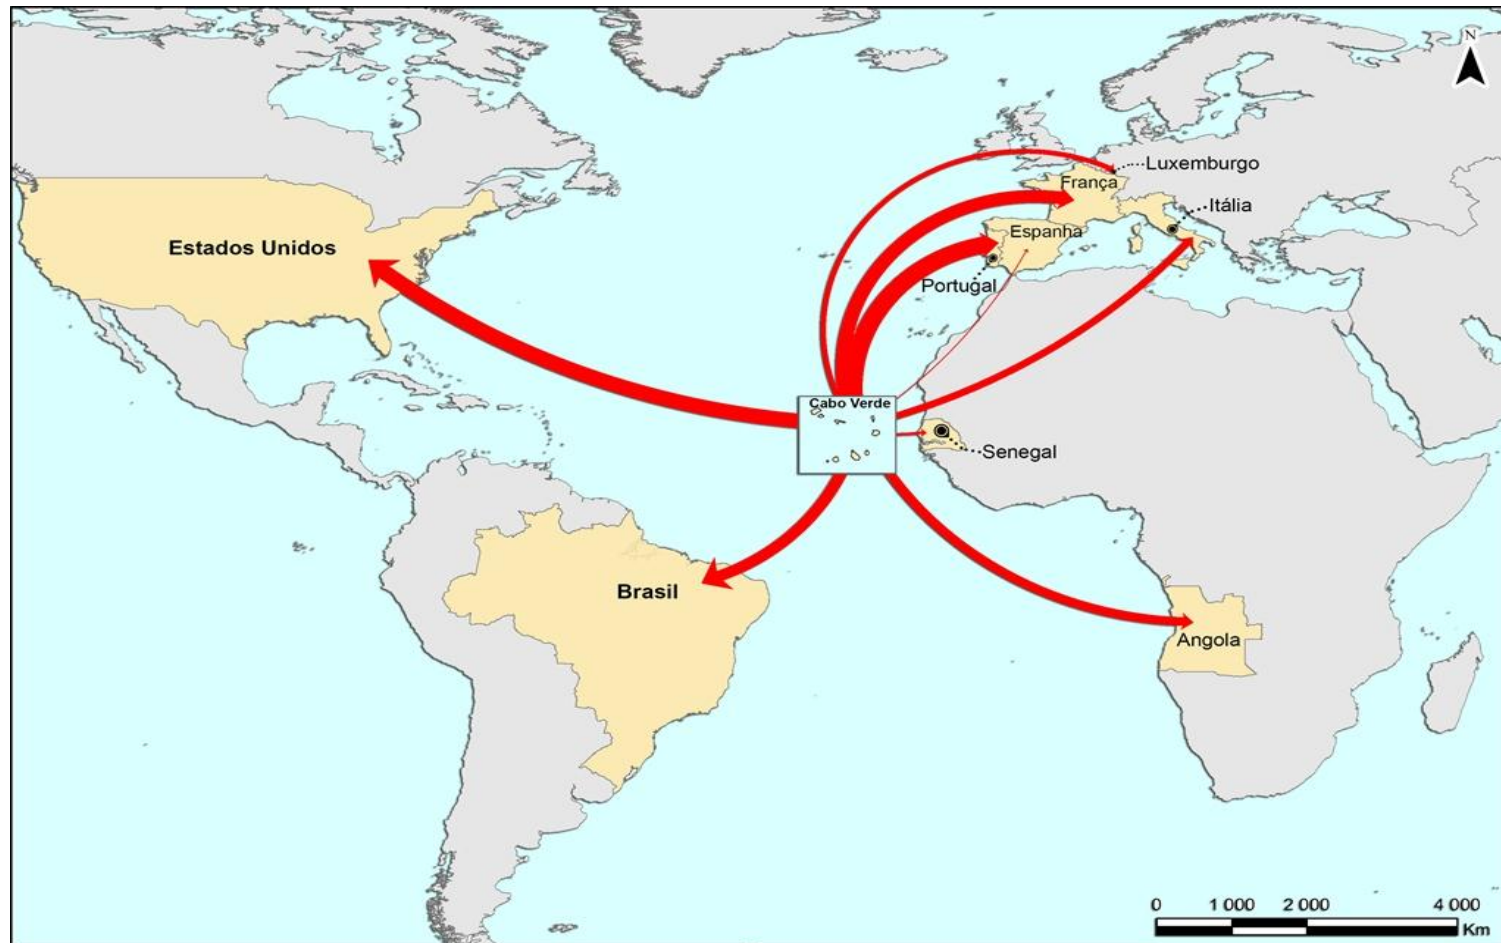 N
Luxemburgo
França
Itália
Estados Unidos
Espanha
Portugal
Cabo Verde
Senegal
Brasil
Angola
0 1 000 2 000 4 000
Km